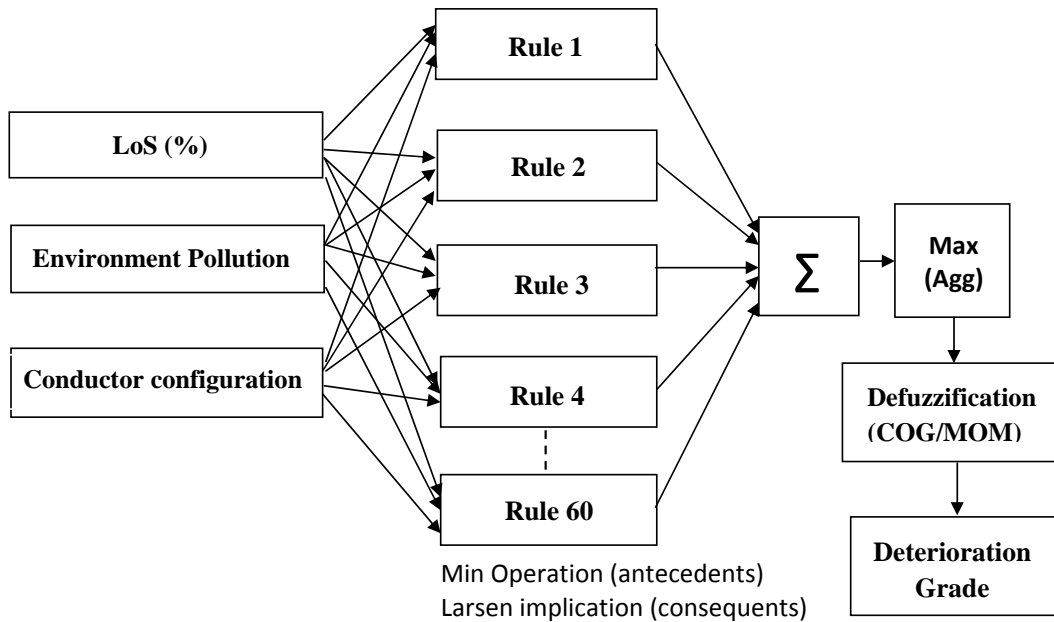 LoS (%)
Environment Pollution
Conductor configuration
Rule 1
Rule 2
Rule 3
Rule 4
Rule 60
Min Operation (antecedents)
Larsen implication (consequents)
Σ
Max
(Agg)
Defuzzification
(COG/MOM)
Deterioration
Grade